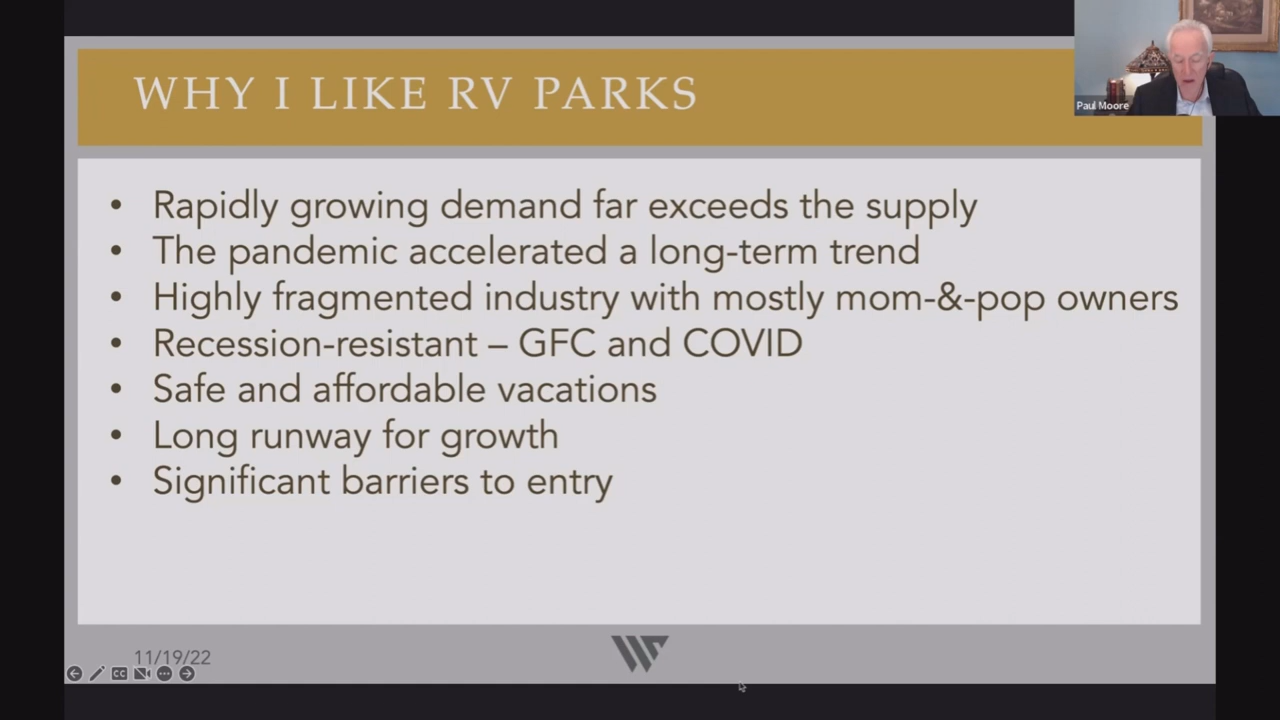 WHY I LIKE RV PARKS
Paul Moore
• Rapidly growing demand far exceeds the supply
• The pandemic accelerated a long-term trend
• Highly fragmented industry with mostly mom-&-pop owners
• Recession-resistant – GFC and COVID
• Safe and affordable vacations
• Long runway for growth
• Significant barriers to entry
11/19/22
CC